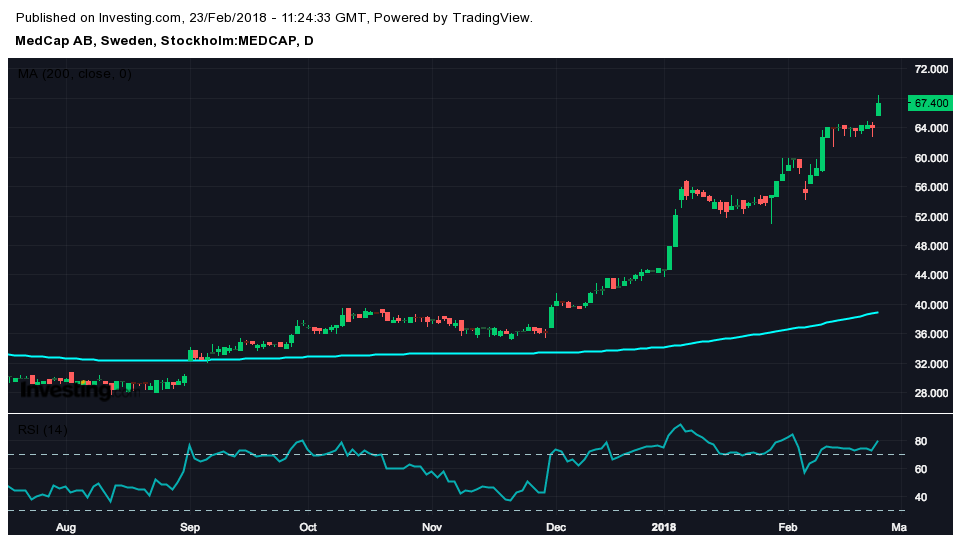 Published on Investing.com, 23/Feb/2018 - 11:24:33 GMT, Powered by TradingView.
MedCap AB, Sweden, Stockholm:MEDCAP, D
MA (200, close, 0)
72.000
67.400
64.000
60.000
56.000
52.000
48.000
44.000
40.000
36.000
32.000
28.000
Investing.com
RSI (14)
80
60
40
Aug Sep Oct Nov Dec 2018 Feb Ma